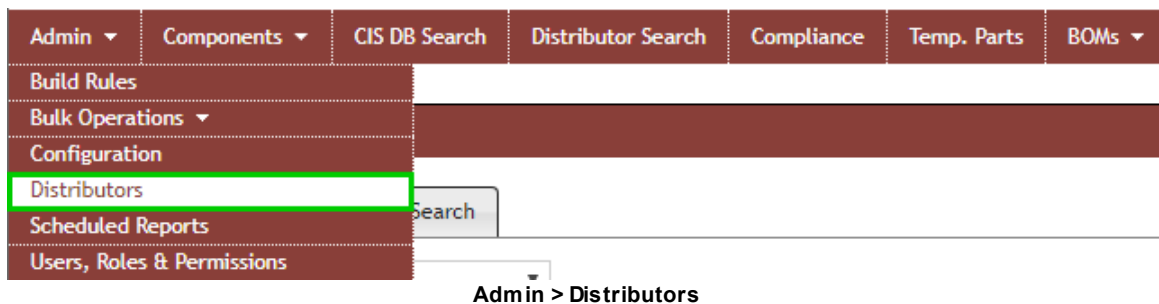 Admin Components CIS DB Search Distributor Search Compliance Temp. Parts BOMs
Build Rules
Bulk Operations
Configuration
Distributors
Search
Scheduled Reports
Users, Roles & Permissions
Admin > Distributors